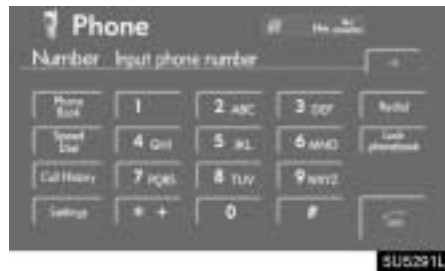 Phone
Number Input phone number
Phone Book 1 2 ABC 3 DEF Redial
Speed Dial 4 GHI 5 JKL 6 MNO Lock phonebook
Call History 7 PQRS 8 TUV 9 WXYZ
Settings * + 0 #
SU5291L